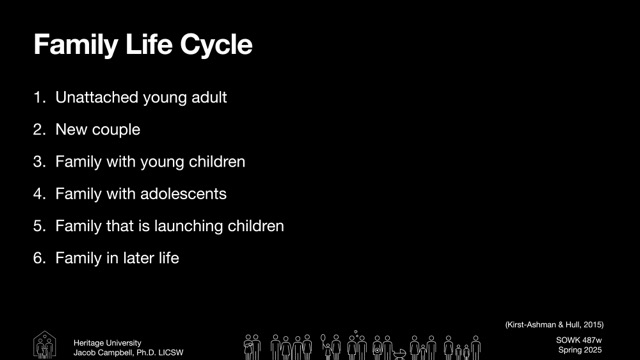 Family Life Cycle
1. Unattached young adult
2. New couple
3. Family with young children
4. Family with adolescents
5. Family that is launching children
6. Family in later life
(Kirst-Ashman & Hull, 2015)
Heritage University
Jacob Campbell, Ph.D. LICSW
SOWK 487w
Spring 2025